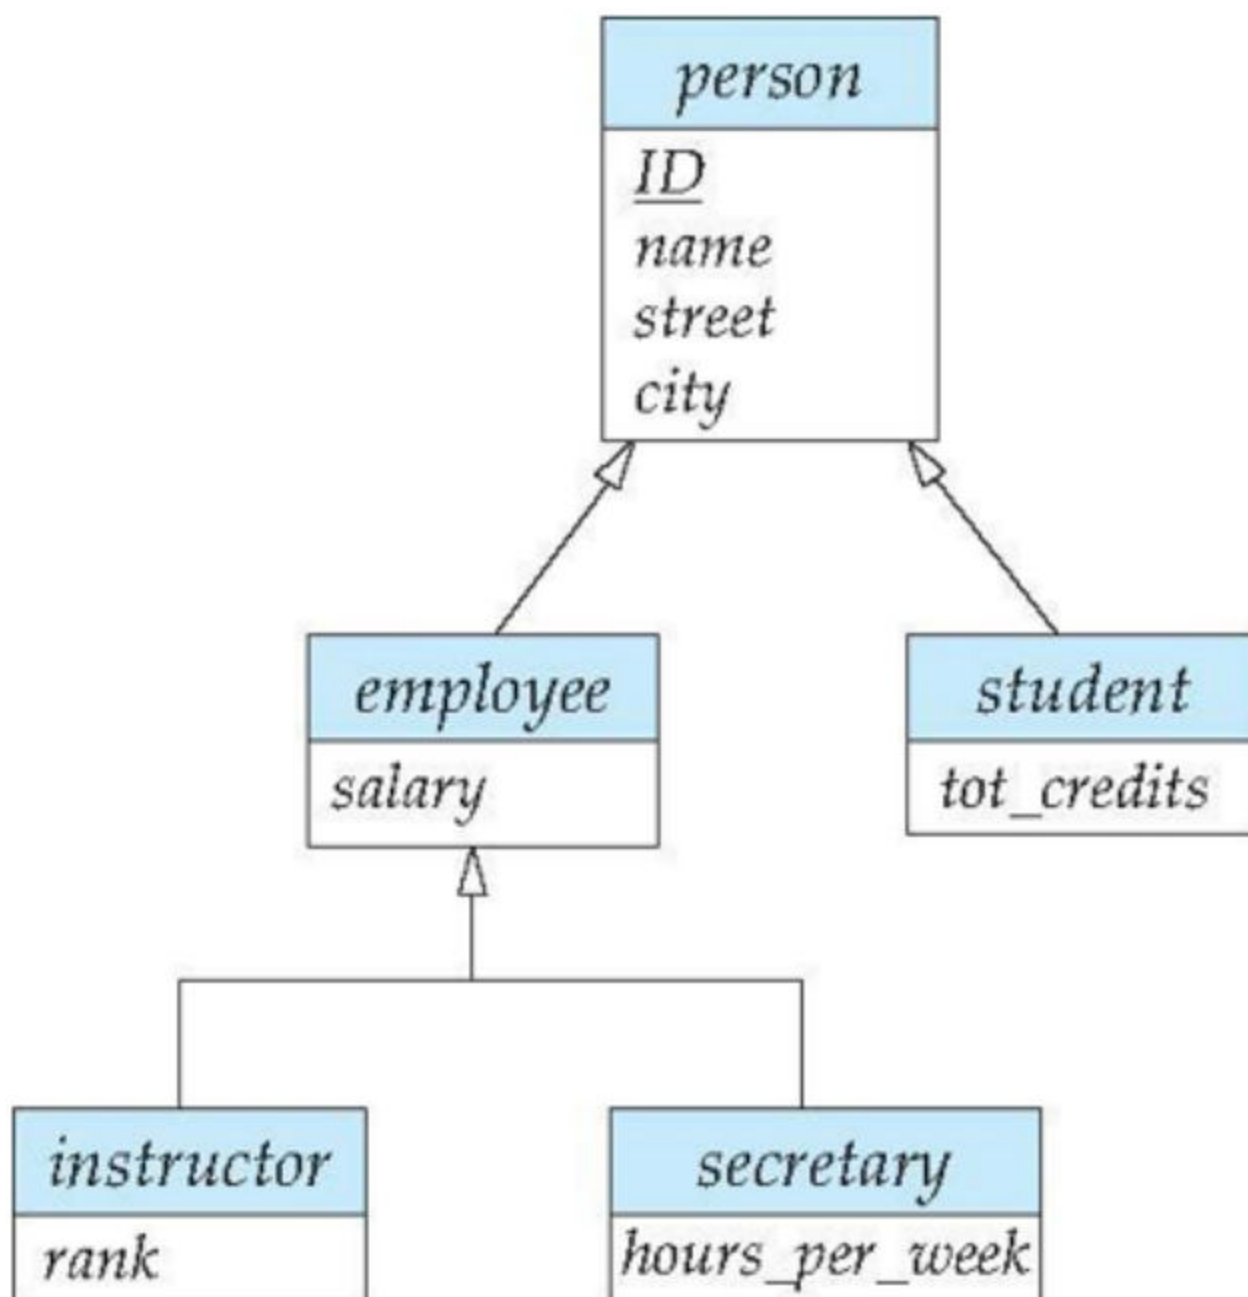 person
ID
name
street
city
employee
salary
student
tot_credits
instructor
rank
secretary
hours_per_week